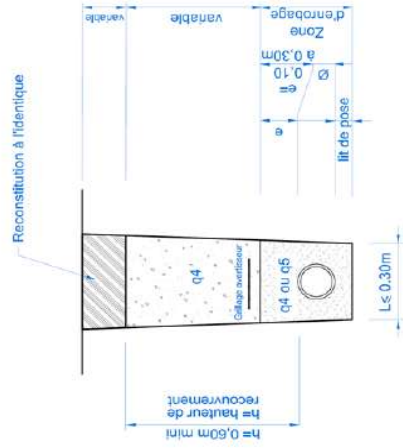 Reconstitution à l'identique
r
variable
q4
variable
Grillage avertisseur
q4 ou q5
Zone
d'enrobage
e
e=
0,10
à 0,30m
Ø
lit de pose
L≤ 0.30m
h= hauteur de
recouvrement
h=0,60m mini